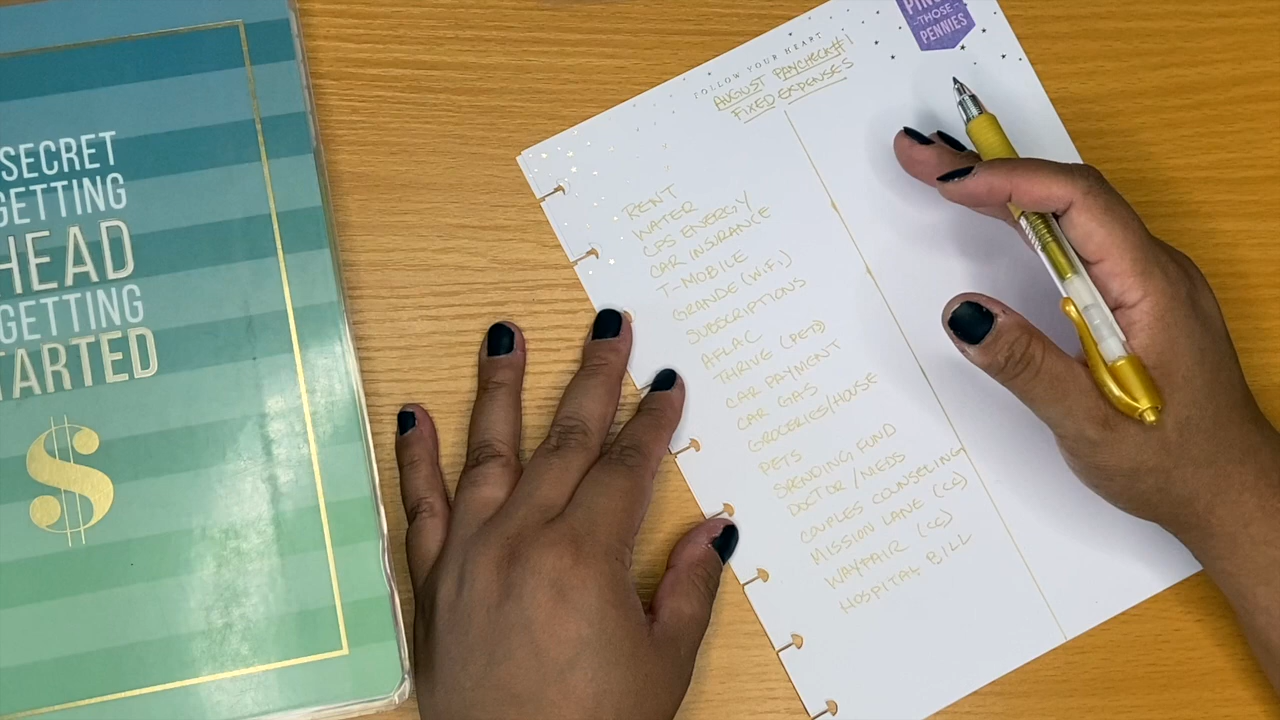 SECRET
GETTING
HEAD
GETTING
TARTED
$
PINCH
-THOSE-
PENNIES
FOLLOW YOUR HEART
AUGUST PAYCHECK #1
FIXED EXPENSES
RENT
WATER
CPS ENERGY
CAR INSURANCE
T-MOBILE
GRANDE (WIFI)
SUBSCRIPTIONS
AFLAC
THRIVE (PETS)
CAR PAYMENT
CAR GAS
GROCERIES/HOUSE
PETS
SPENDING FUND
DOCTOR/MEDS
COUPLES COUNSELING
MISSION LANE (CC)
WAYFAIR (CC)
HOSPITAL BILL